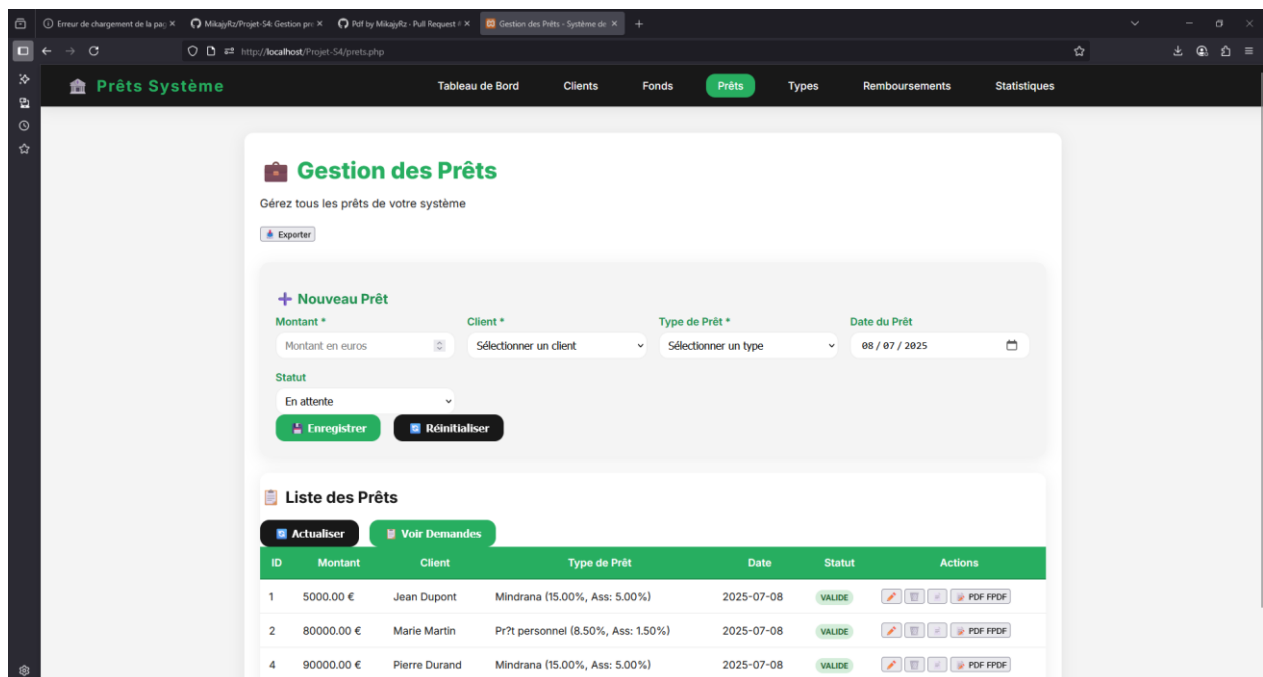 Erreur de chargement de la pag
MikajyRz/Projet-S4: Gestion pre
Pdf by MikajyRz · Pull Request #
Gestion des Prêts - Système de
http://localhost/Projet-S4/prets.php
Prêts Système
Tableau de Bord Clients Fonds Prêts Types Remboursements Statistiques
Gestion des Prêts
Gérez tous les prêts de votre système
Exporter
Nouveau Prêt
Montant * Client * Type de Prêt * Date du Prêt
Montant en euros Sélectionner un client Sélectionner un type 08 / 07 / 2025
Statut
En attente
Enregistrer Réinitialiser
Liste des Prêts
Actualiser Voir Demandes
ID Montant Client Type de Prêt Date Statut Actions
1 5000.00 € Jean Dupont Mindrana (15.00%, Ass: 5.00%) 2025-07-08 VALIDE PDF FPDF
2 80000.00 € Marie Martin Pr?t personnel (8.50%, Ass: 1.50%) 2025-07-08 VALIDE PDF FPDF
4 90000.00 € Pierre Durand Mindrana (15.00%, Ass: 5.00%) 2025-07-08 VALIDE PDF FPDF